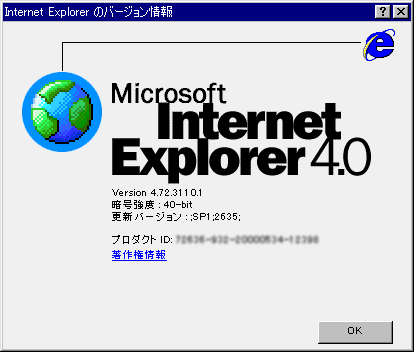 Internet Explorer のバージョン情報
Microsoft
Internet
Explorer 4.0
Version 4.72.3110.1
暗号強度 : 40-bit
更新バージョン : ;SP1;2635;
プロダクト ID:
著作権情報
OK